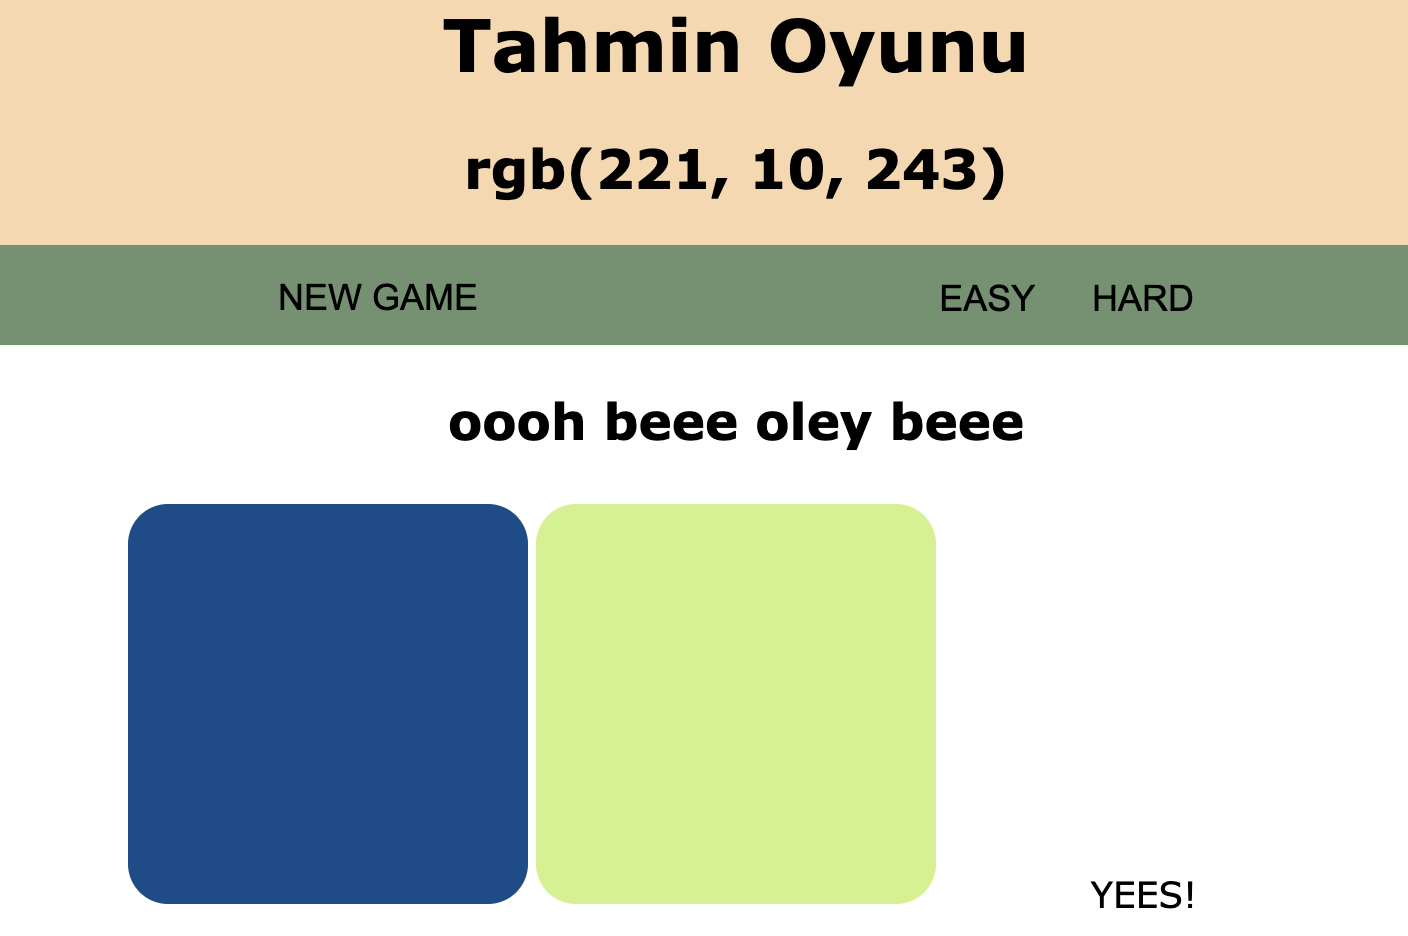 Tahmin Oyunu
rgb(221, 10, 243)
NEW GAME EASY HARD
oooh beee oley beee
YEES!